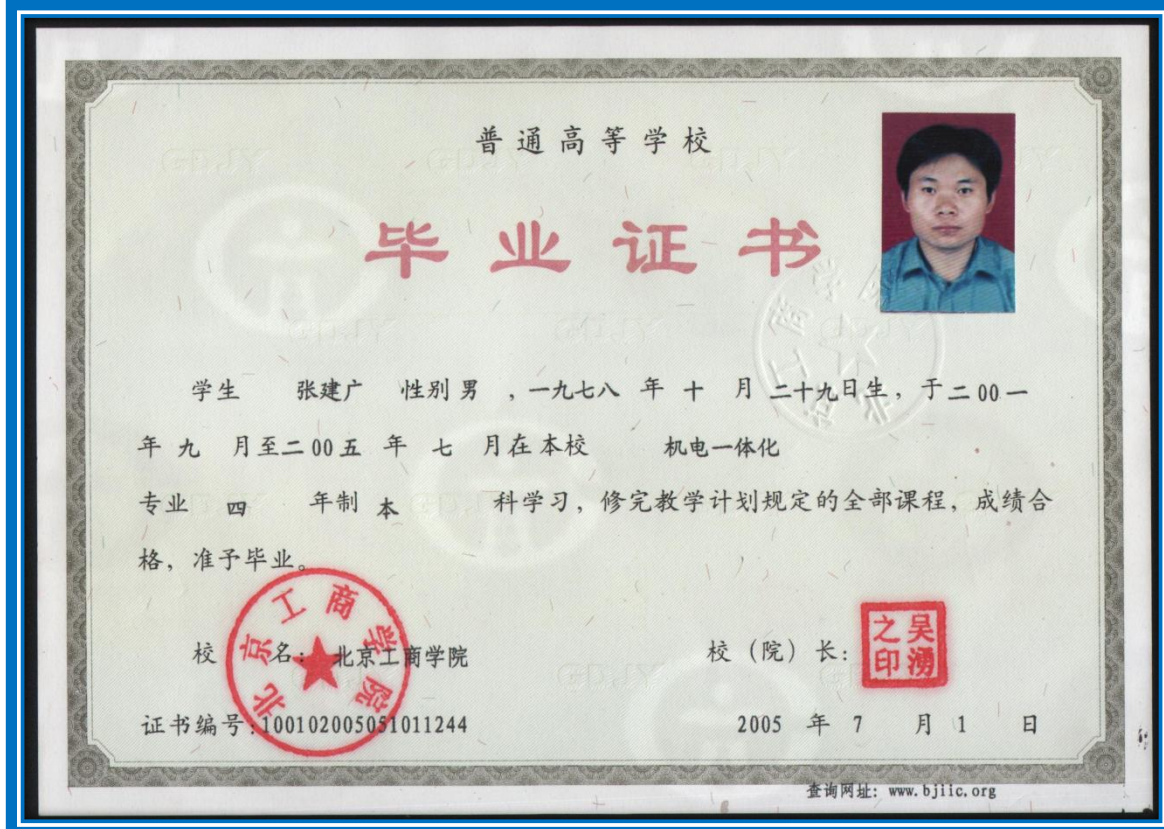 普通高等学校
毕业证书
学生 张建广 性别 男 ，一九七八 年 十 月 二十九日生，于二00一
年 九 月至二00五 年 七 月在本校 机电一体化
专业 四 年制 本 科学习，修完教学计划规定的全部课程，成绩合
格，准予毕业。
校 名：北京工商学院 校（院）长：
北京工商学院
吴湧之印
证书编号：100102005051011244 2005 年 7 月 1 日
查询网址：www.bjiic.org